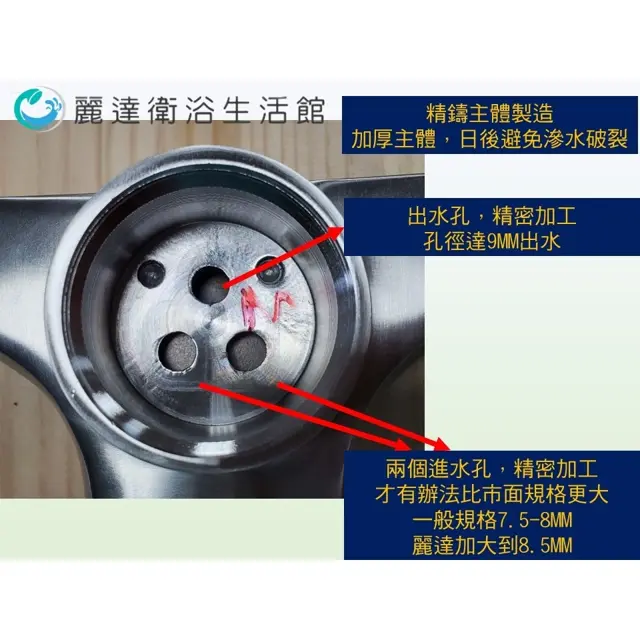 麗達衛浴生活館
精鑄主體製造
加厚主體，日後避免滲水破裂
出水孔，精密加工
孔徑達9MM出水
兩個進水孔，精密加工
才有辦法比市面規格更大
一般規格7.5-8MM
麗達加大到8.5MM